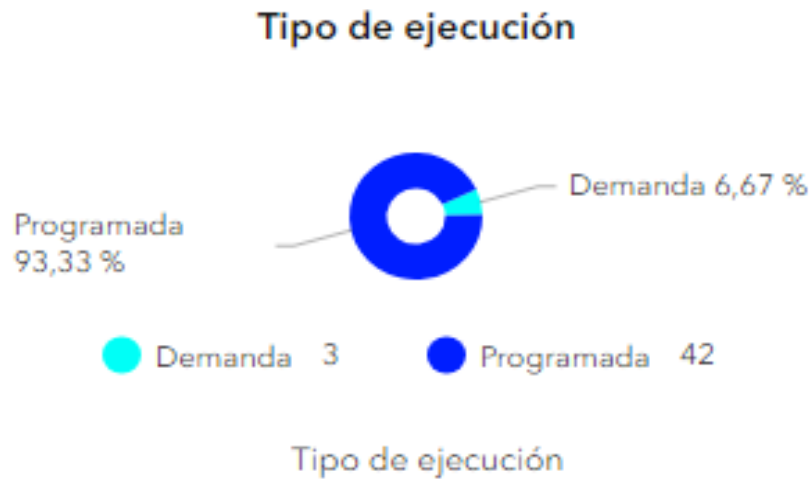 Tipo de ejecución
Demanda 6,67 %
Programada
93,33 %
Demanda 3
Programada 42
Tipo de ejecución